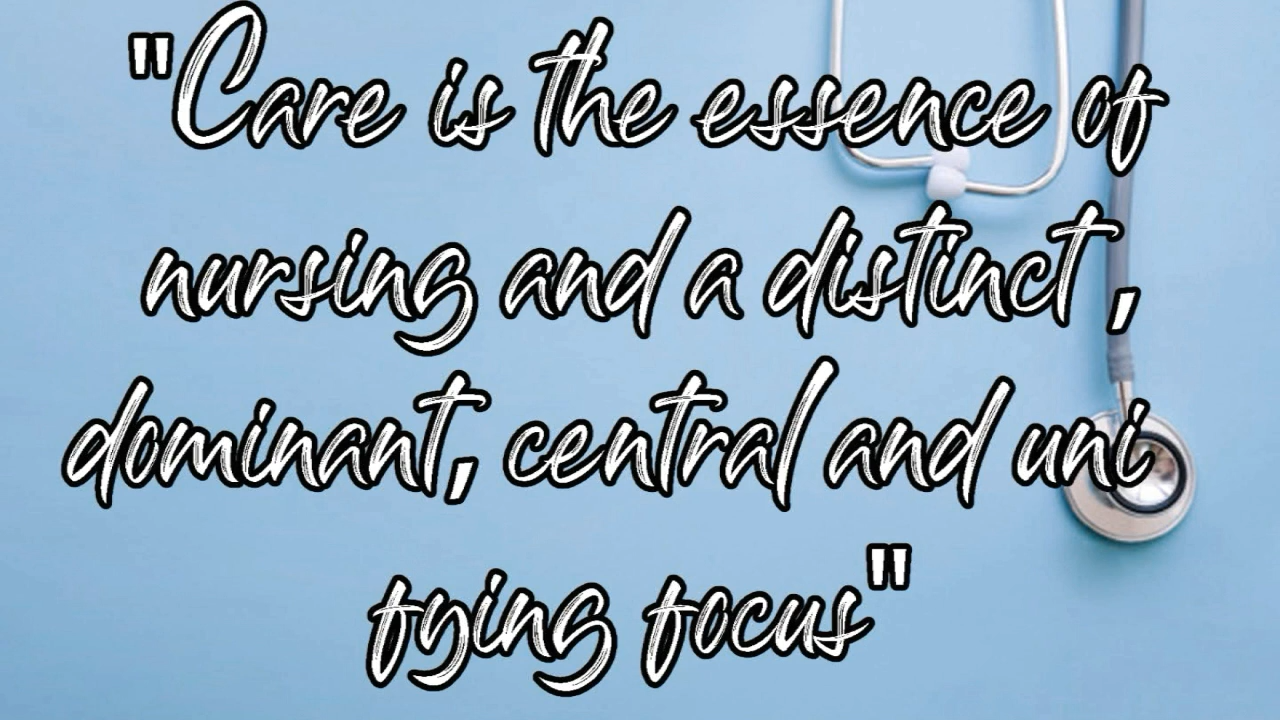 "Care is the essence of
nursing and a distinct ,
dominant, central and uni
fying focus"